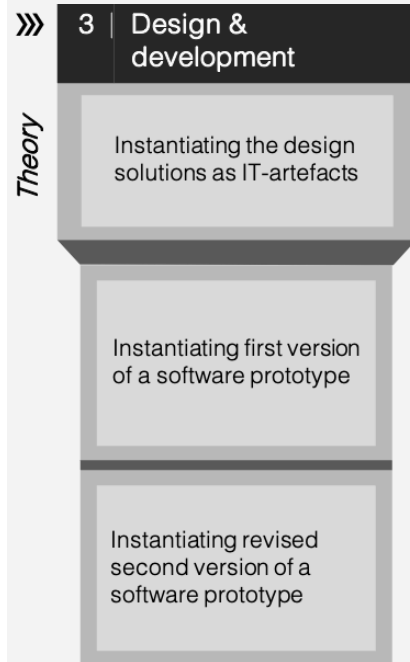 3 | Design &
development
Theory
Instantiating the design
solutions as IT-artefacts
Instantiating first version
of a software prototype
Instantiating revised
second version of a
software prototype